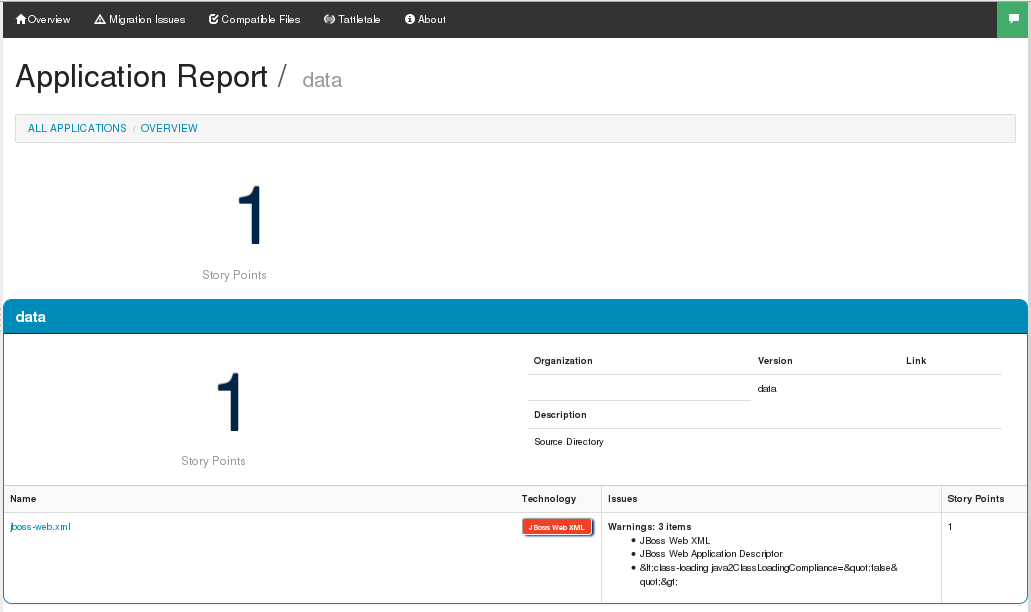 Overview Migration Issues Compatible Files Tattletale About
Application Report / data
ALL APPLICATIONS / OVERVIEW
1
Story Points
data
1
Story Points
Organization Version Link
data
Description
Source Directory
Name Technology Issues Story Points
jboss-web.xml JBoss Web XML Warnings: 3 items 1
JBoss Web XML
JBoss Web Application Descriptor
&lt;class-loading java2ClassLoadingCompliance=&quot;false&
quot;&gt;